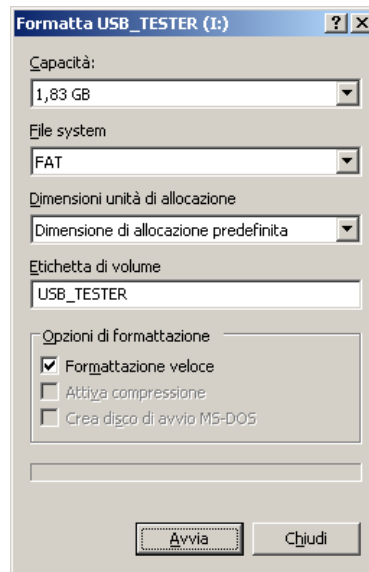 Formatta USB_TESTER (I:)
Capacità:
1,83 GB
File system
FAT
Dimensioni unità di allocazione
Dimensione di allocazione predefinita
Etichetta di volume
USB_TESTER
Opzioni di formattazione
Formattazione veloce
Attiva compressione
Crea disco di avvio MS-DOS
Avvia
Chiudi